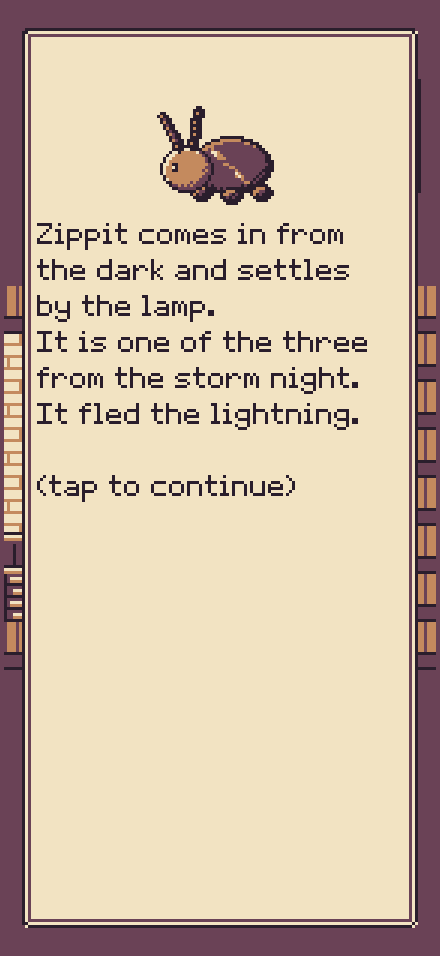 Zippit comes in from
the dark and settles
by the lamp.
It is one of the three
from the storm night.
It fled the lightning.
(tap to continue)